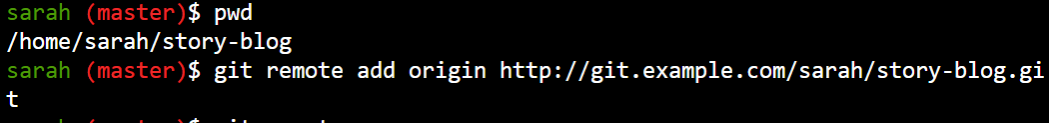 sarah (master)$ pwd
/home/sarah/story-blog
sarah (master)$ git remote add origin http://git.example.com/sarah/story-blog.gi
t